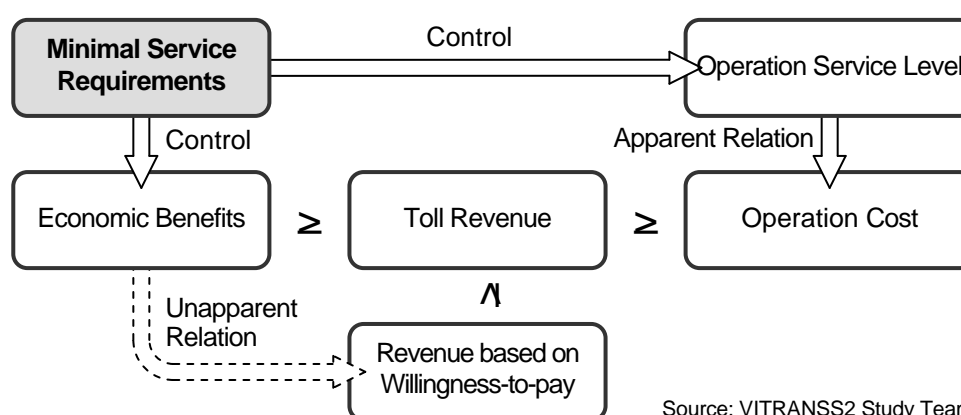 Minimal Service
Requirements
Control
Operation Service Level
Control
Apparent Relation
Economic Benefits
≥
Toll Revenue
≥
Operation Cost
≥
Unapparent
Relation
Revenue based on
Willingness-to-pay
Source: VITRANSS2 Study Team